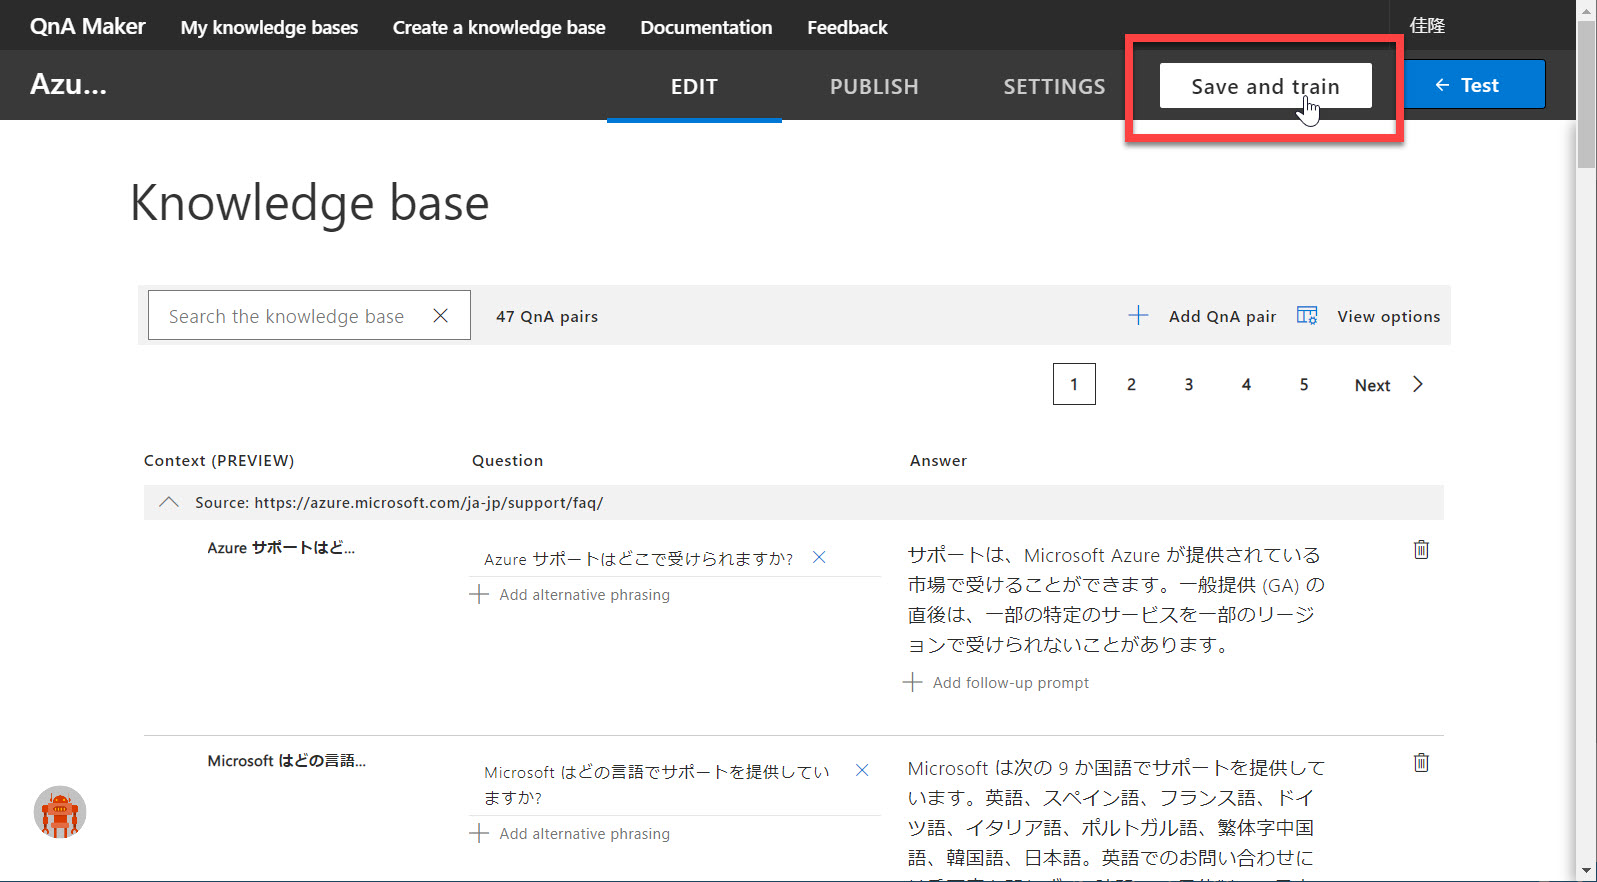 QnA Maker My knowledge bases Create a knowledge base Documentation Feedback 佳隆
Azu... EDIT PUBLISH SETTINGS Save and train ← Test
Knowledge base
Search the knowledge base 47 QnA pairs Add QnA pair View options
1 2 3 4 5 Next
Context (PREVIEW) Question Answer
Source: https://azure.microsoft.com/ja-jp/support/faq/
Azure サポートはど...
Azure サポートはどこで受けられますか?
Add alternative phrasing
サポートは、Microsoft Azure が提供されている
市場で受けることができます。一般提供 (GA) の
直後は、一部の特定のサービスを一部のリージ
ョンで受けられないことがあります。
Add follow-up prompt
Microsoft はどの言語...
Microsoft はどの言語でサポートを提供してい
ますか?
Add alternative phrasing
Microsoft は次の 9 か国語でサポートを提供して
います。英語、スペイン語、フランス語、ドイ
ツ語、イタリア語、ポルトガル語、繁体字中国
語、韓国語、日本語。英語でのお問い合わせに